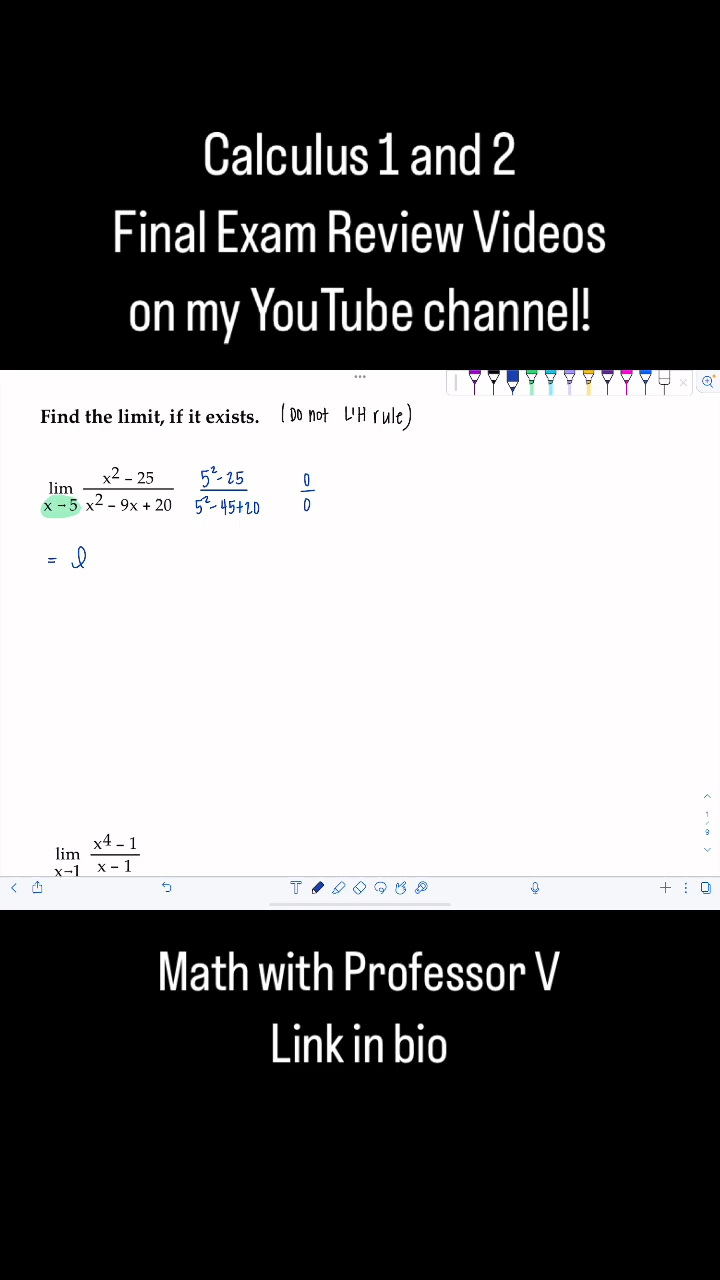 Calculus 1 and 2
Final Exam Review Videos
on my YouTube channel!
Find the limit, if it exists. (Do not L'H rule)
lim x→5 (x² − 25)/(x² − 9x + 20) (5² - 25)/(5² - 45 + 20) 0/0
= l
lim x→1 (x⁴ − 1)/(x − 1)
Math with Professor V
Link in bio